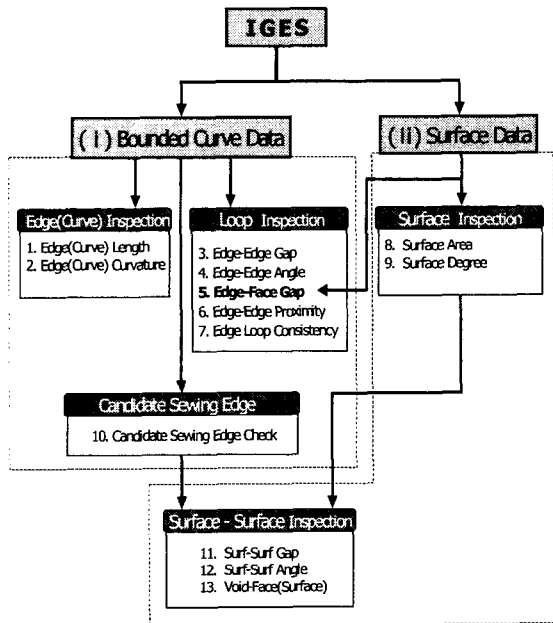 IGES
( I ) Bounded Curve Data
(II) Surface Data
Edge(Curve) Inspection
1. Edge(Curve) Length
2. Edge(Curve) Curvature
Loop Inspection
3. Edge-Edge Gap
4. Edge-Edge Angle
5. Edge-Face Gap
6. Edge-Edge Proximity
7. Edge Loop Consistency
Surface Inspection
8. Surface Area
9. Surface Degree
Candidate Sewing Edge
10. Candidate Sewing Edge Check
Surface - Surface Inspection
11. Surf-Surf Gap
12. Surf-Surf Angle
13. Void-Face(Surface)